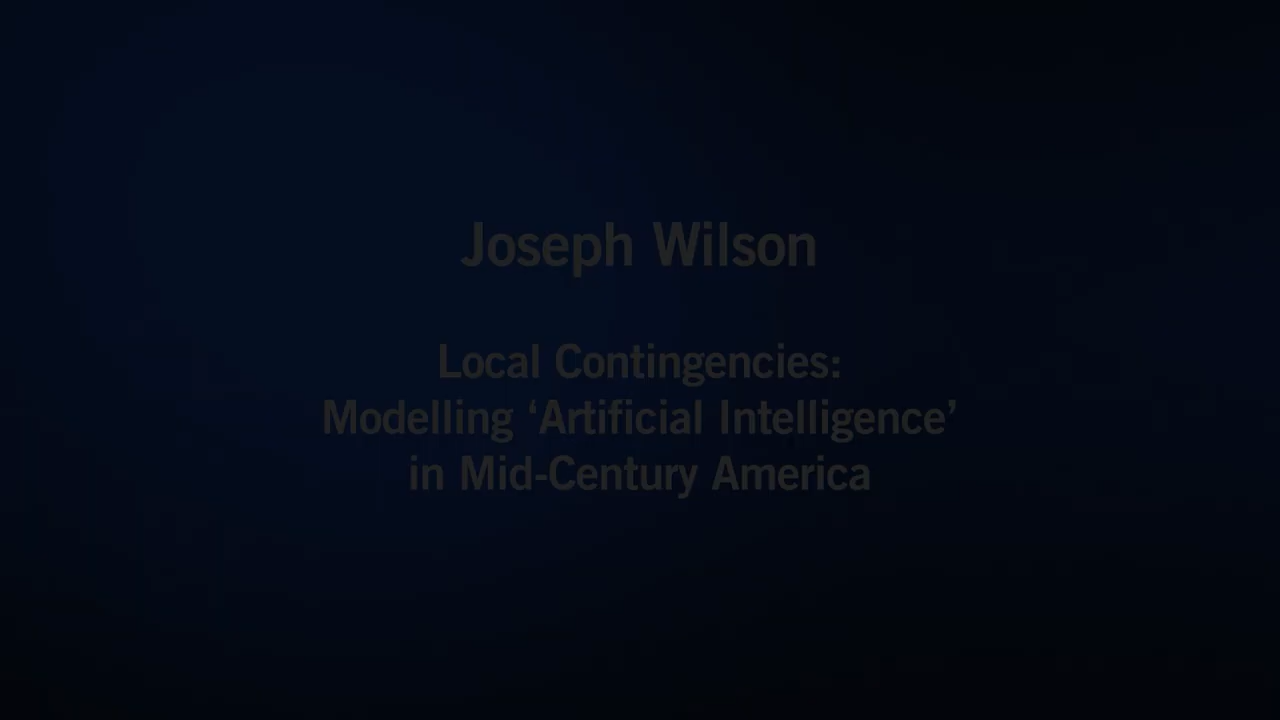 Joseph Wilson
Local Contingencies:
Modelling ‘Artificial Intelligence’
in Mid-Century America